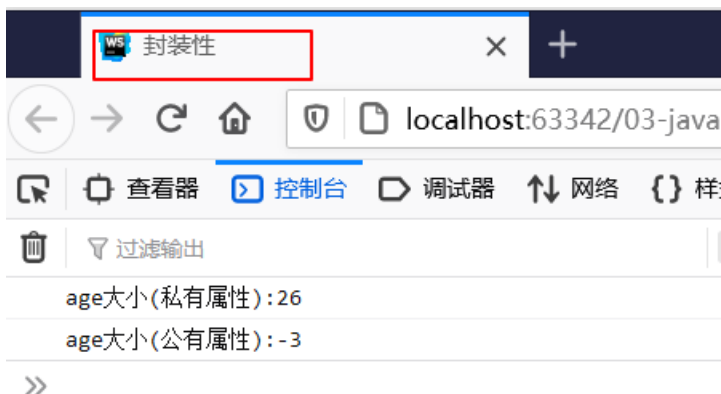 WS 封装性
localhost:63342/03-java
查看器 控制台 调试器 网络 {} 样
过滤输出
age大小(私有属性):26
age大小(公有属性):-3